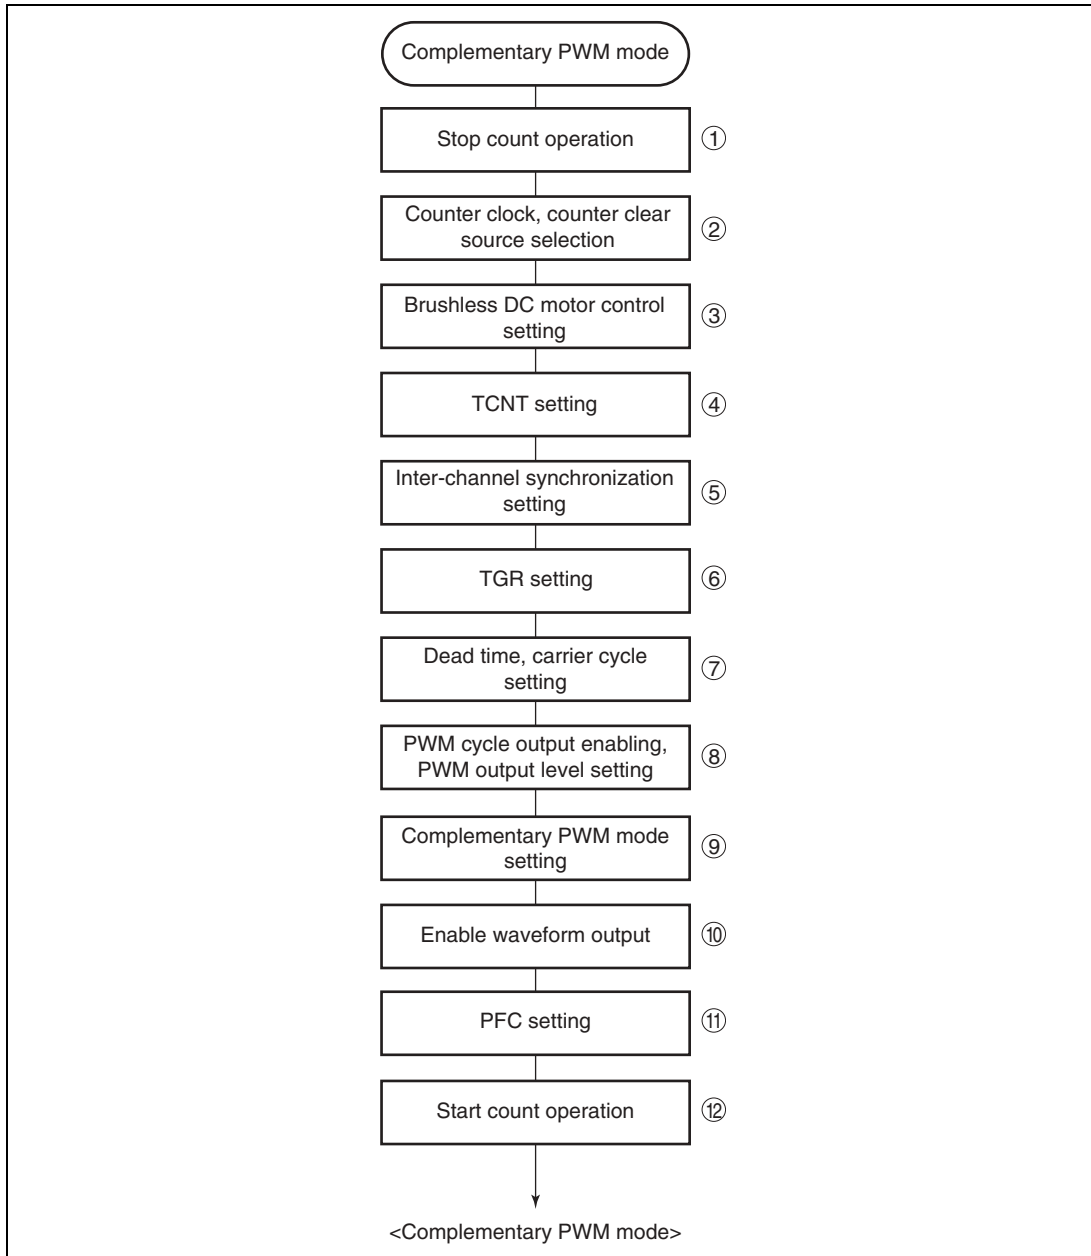 Complementary PWM mode
Stop count operation
①
Counter clock, counter clear
source selection
②
Brushless DC motor control
setting
③
TCNT setting
④
Inter-channel synchronization
setting
⑤
TGR setting
⑥
Dead time, carrier cycle
setting
⑦
PWM cycle output enabling,
PWM output level setting
⑧
Complementary PWM mode
setting
⑨
Enable waveform output
⑩
PFC setting
⑪
Start count operation
⑫
<Complementary PWM mode>